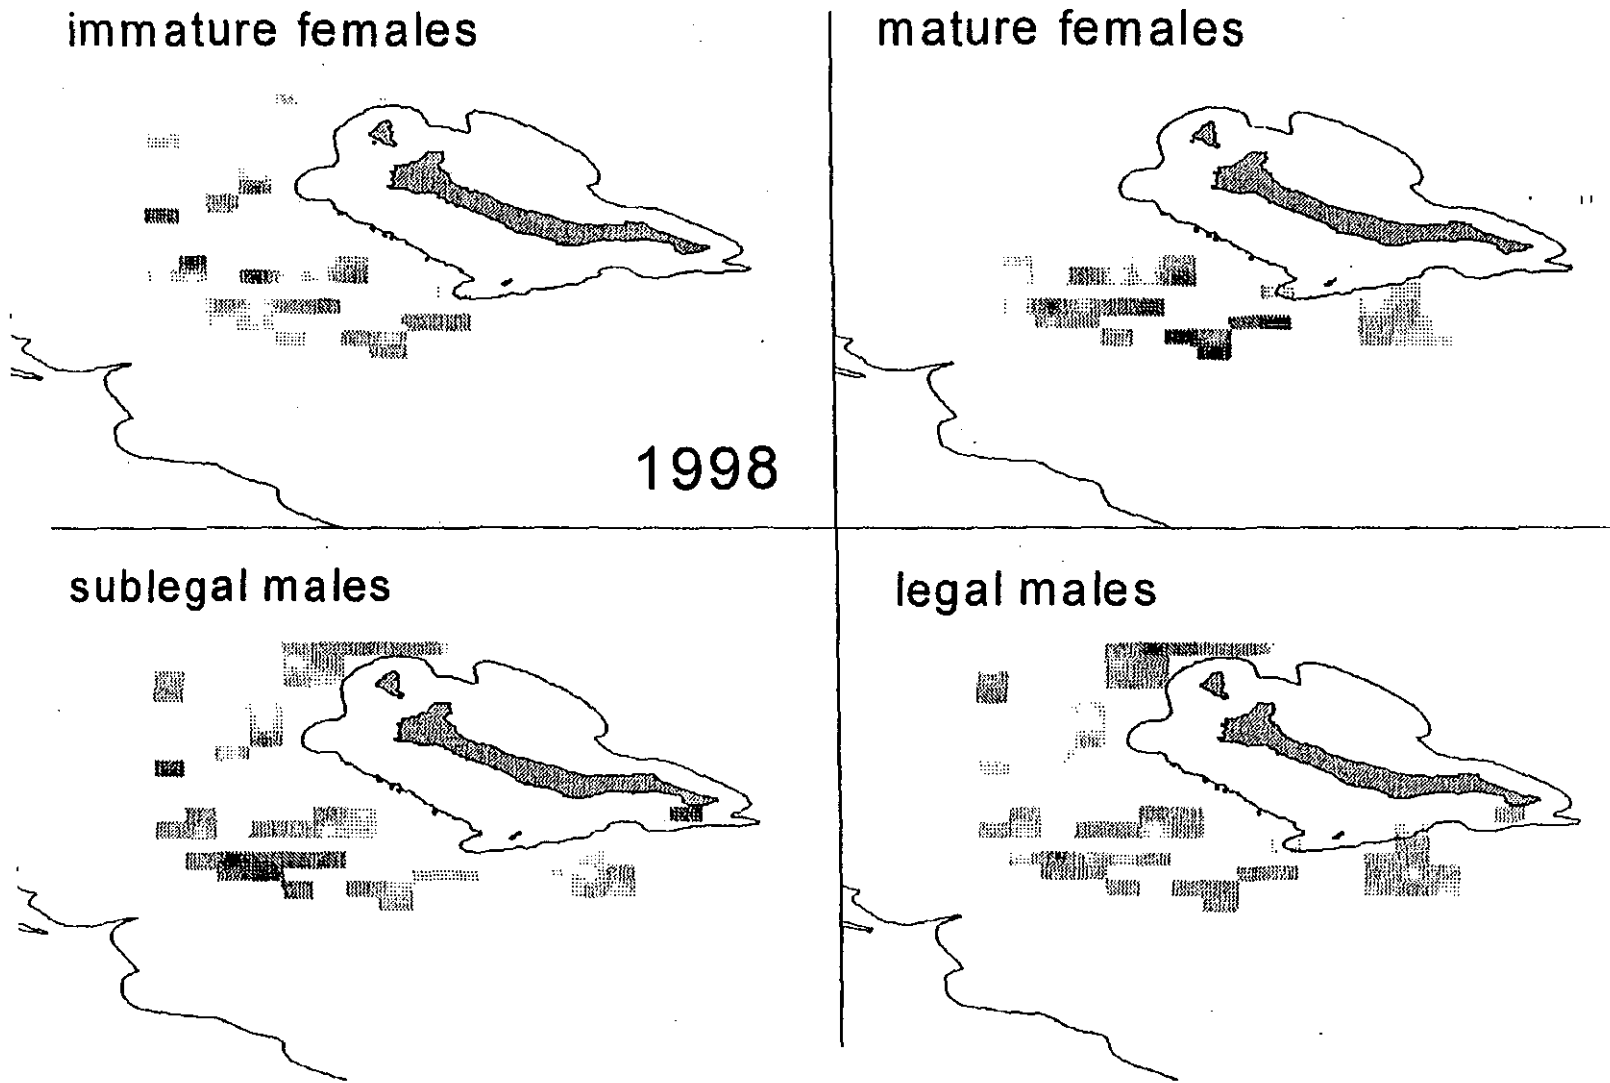 immature females
mature females
1998
sublegal males
legal males